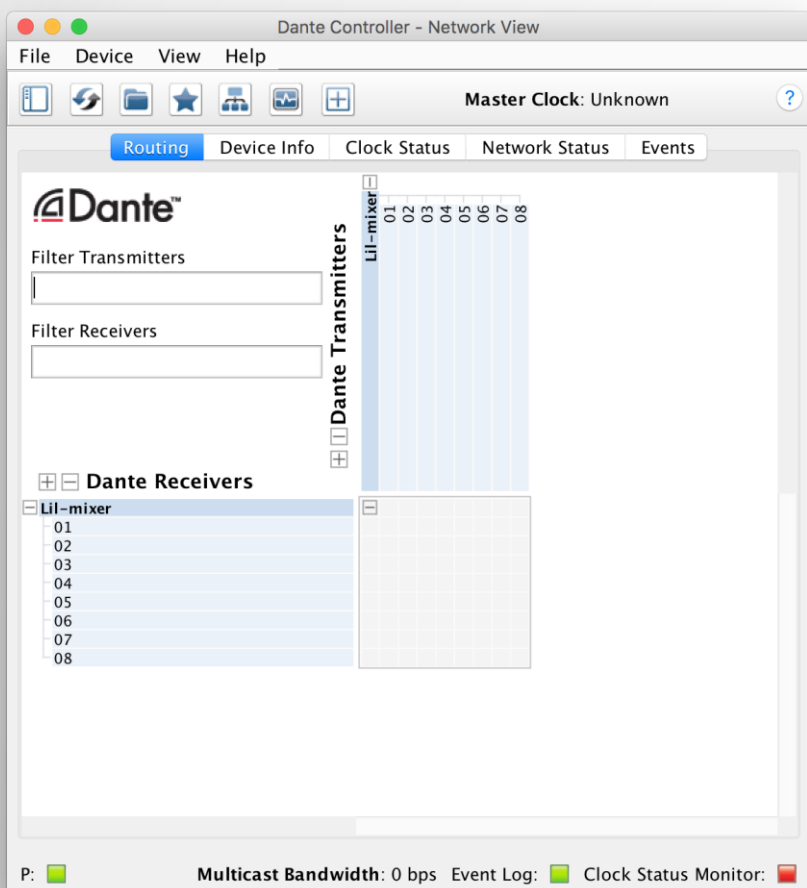 Dante Controller - Network View
File Device View Help
Master Clock: Unknown ?
Routing Device Info Clock Status Network Status Events
Dante™
Filter Transmitters
Filter Receivers
Dante Transmitters
Lil-mixer
01
02
03
04
05
06
07
08
Dante Receivers
Lil-mixer
01
02
03
04
05
06
07
08
P: Multicast Bandwidth: 0 bps Event Log: Clock Status Monitor: